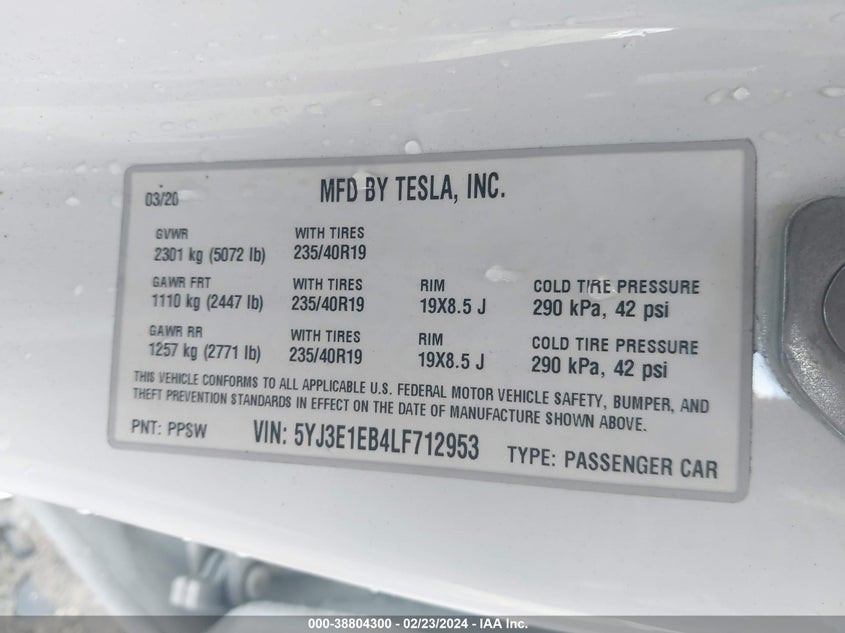 03/20
MFD BY TESLA, INC.
GVWR
2301 kg (5072 lb)
WITH TIRES
235/40R19
GAWR FRT
1110 kg (2447 lb)
WITH TIRES
235/40R19
RIM
19X8.5 J
COLD TIRE PRESSURE
290 kPa, 42 psi
GAWR RR
1257 kg (2771 lb)
WITH TIRES
235/40R19
RIM
19X8.5 J
COLD TIRE PRESSURE
290 kPa, 42 psi
THIS VEHICLE CONFORMS TO ALL APPLICABLE U.S. FEDERAL MOTOR VEHICLE SAFETY, BUMPER, AND
THEFT PREVENTION STANDARDS IN EFFECT ON THE DATE OF MANUFACTURE SHOWN ABOVE.
PNT: PPSW
VIN: 5YJ3E1EB4LF712953
TYPE: PASSENGER CAR
000-38804300 - 02/23/2024 - IAA Inc.